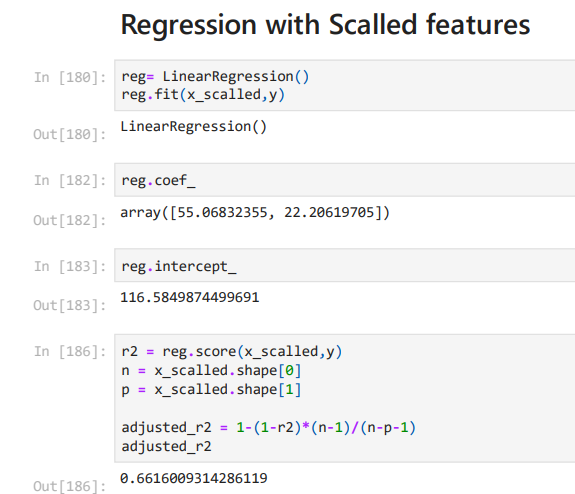 Regression with Scalled features
In [180]: reg= LinearRegression()
reg.fit(x_scalled,y)
Out[180]: LinearRegression()
In [182]: reg.coef_
Out[182]: array([55.06832355, 22.20619705])
In [183]: reg.intercept_
Out[183]: 116.5849874499691
In [186]: r2 = reg.score(x_scalled,y)
n = x_scalled.shape[0]
p = x_scalled.shape[1]
adjusted_r2 = 1-(1-r2)*(n-1)/(n-p-1)
adjusted_r2
Out[186]: 0.6616009314286119